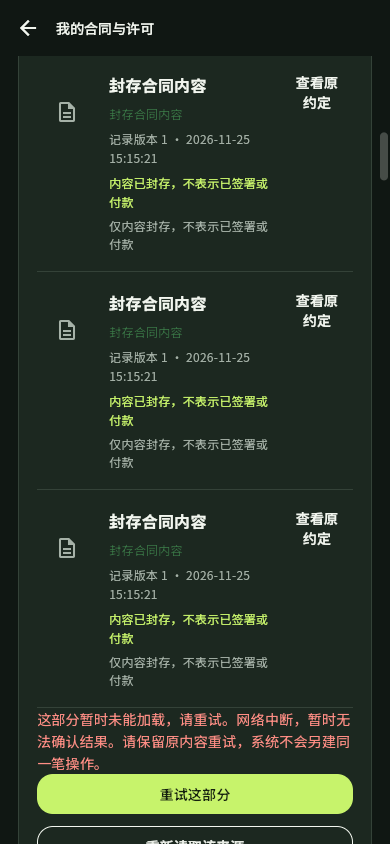 我的合同与许可
封存合同内容
查看原
约定
封存合同内容
记录版本 1 · 2026-11-25
15:15:21
内容已封存，不表示已签署或
付款
仅内容封存，不表示已签署或
付款
封存合同内容
查看原
约定
封存合同内容
记录版本 1 · 2026-11-25
15:15:21
内容已封存，不表示已签署或
付款
仅内容封存，不表示已签署或
付款
封存合同内容
查看原
约定
封存合同内容
记录版本 1 · 2026-11-25
15:15:21
内容已封存，不表示已签署或
付款
仅内容封存，不表示已签署或
付款
这部分暂时未能加载，请重试。网络中断，暂时无
法确认结果。请保留原内容重试，系统不会另建同
一笔操作。
重试这部分